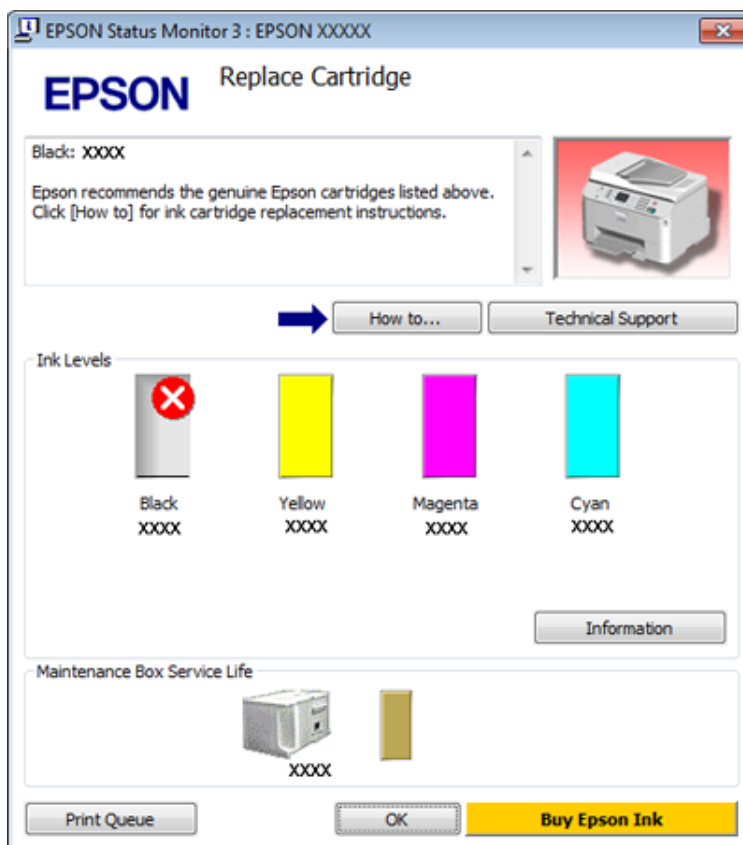 EPSON Status Monitor 3 : EPSON XXXXX
EPSON
Replace Cartridge
Black: XXXX
Epson recommends the genuine Epson cartridges listed above.
Click [How to] for ink cartridge replacement instructions.
How to...
Technical Support
Ink Levels
Black
Yellow
Magenta
Cyan
XXXX
XXXX
XXXX
XXXX
Information
Maintenance Box Service Life
XXXX
Print Queue
OK
Buy Epson Ink